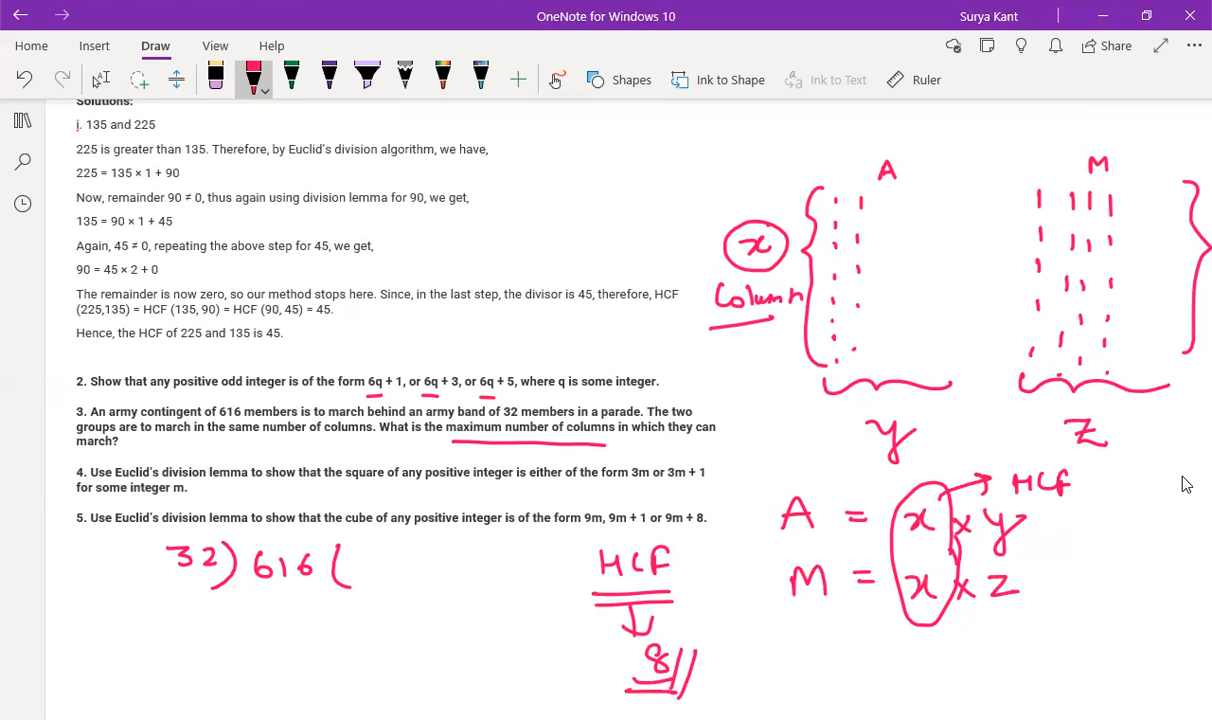 OneNote for Windows 10
Surya Kant
Home Insert Draw View Help
Share
Shapes Ink to Shape Ink to Text Ruler
Solutions:
i. 135 and 225
225 is greater than 135. Therefore, by Euclid's division algorithm, we have,
225 = 135 × 1 + 90
Now, remainder 90 ≠ 0, thus again using division lemma for 90, we get,
135 = 90 × 1 + 45
Again, 45 ≠ 0, repeating the above step for 45, we get,
90 = 45 × 2 + 0
The remainder is now zero, so our method stops here. Since, in the last step, the divisor is 45, therefore, HCF
(225,135) = HCF (135, 90) = HCF (90, 45) = 45.
Hence, the HCF of 225 and 135 is 45.
2. Show that any positive odd integer is of the form 6q + 1, or 6q + 3, or 6q + 5, where q is some integer.
3. An army contingent of 616 members is to march behind an army band of 32 members in a parade. The two
groups are to march in the same number of columns. What is the maximum number of columns in which they can
march?
4. Use Euclid's division lemma to show that the square of any positive integer is either of the form 3m or 3m + 1
for some integer m.
5. Use Euclid's division lemma to show that the cube of any positive integer is of the form 9m, 9m + 1 or 9m + 8.
32) 616 (
HCF
8
A M
x
Column
y z
HCF
A = x × y
M = x × z